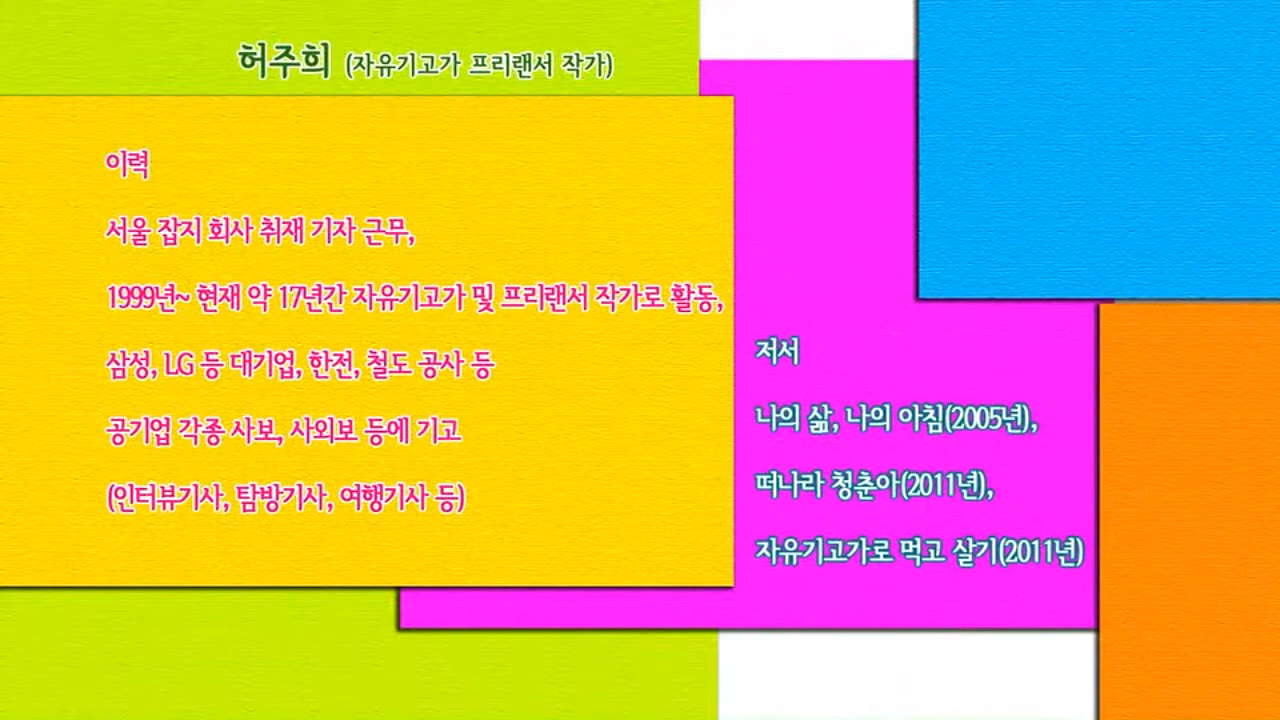 허주희 (자유기고가 프리랜서 작가)
이력
서울 잡지 회사 취재 기자 근무,
1999년~ 현재 약 17년간 자유기고가 및 프리랜서 작가로 활동,
삼성, LG 등 대기업, 한전, 철도 공사 등
공기업 각종 사보, 사외보 등에 기고
(인터뷰기사, 탐방기사, 여행기사 등)
저서
나의 삶, 나의 아침(2005년),
떠나라 청춘아(2011년),
자유기고가로 먹고 살기(2011년)